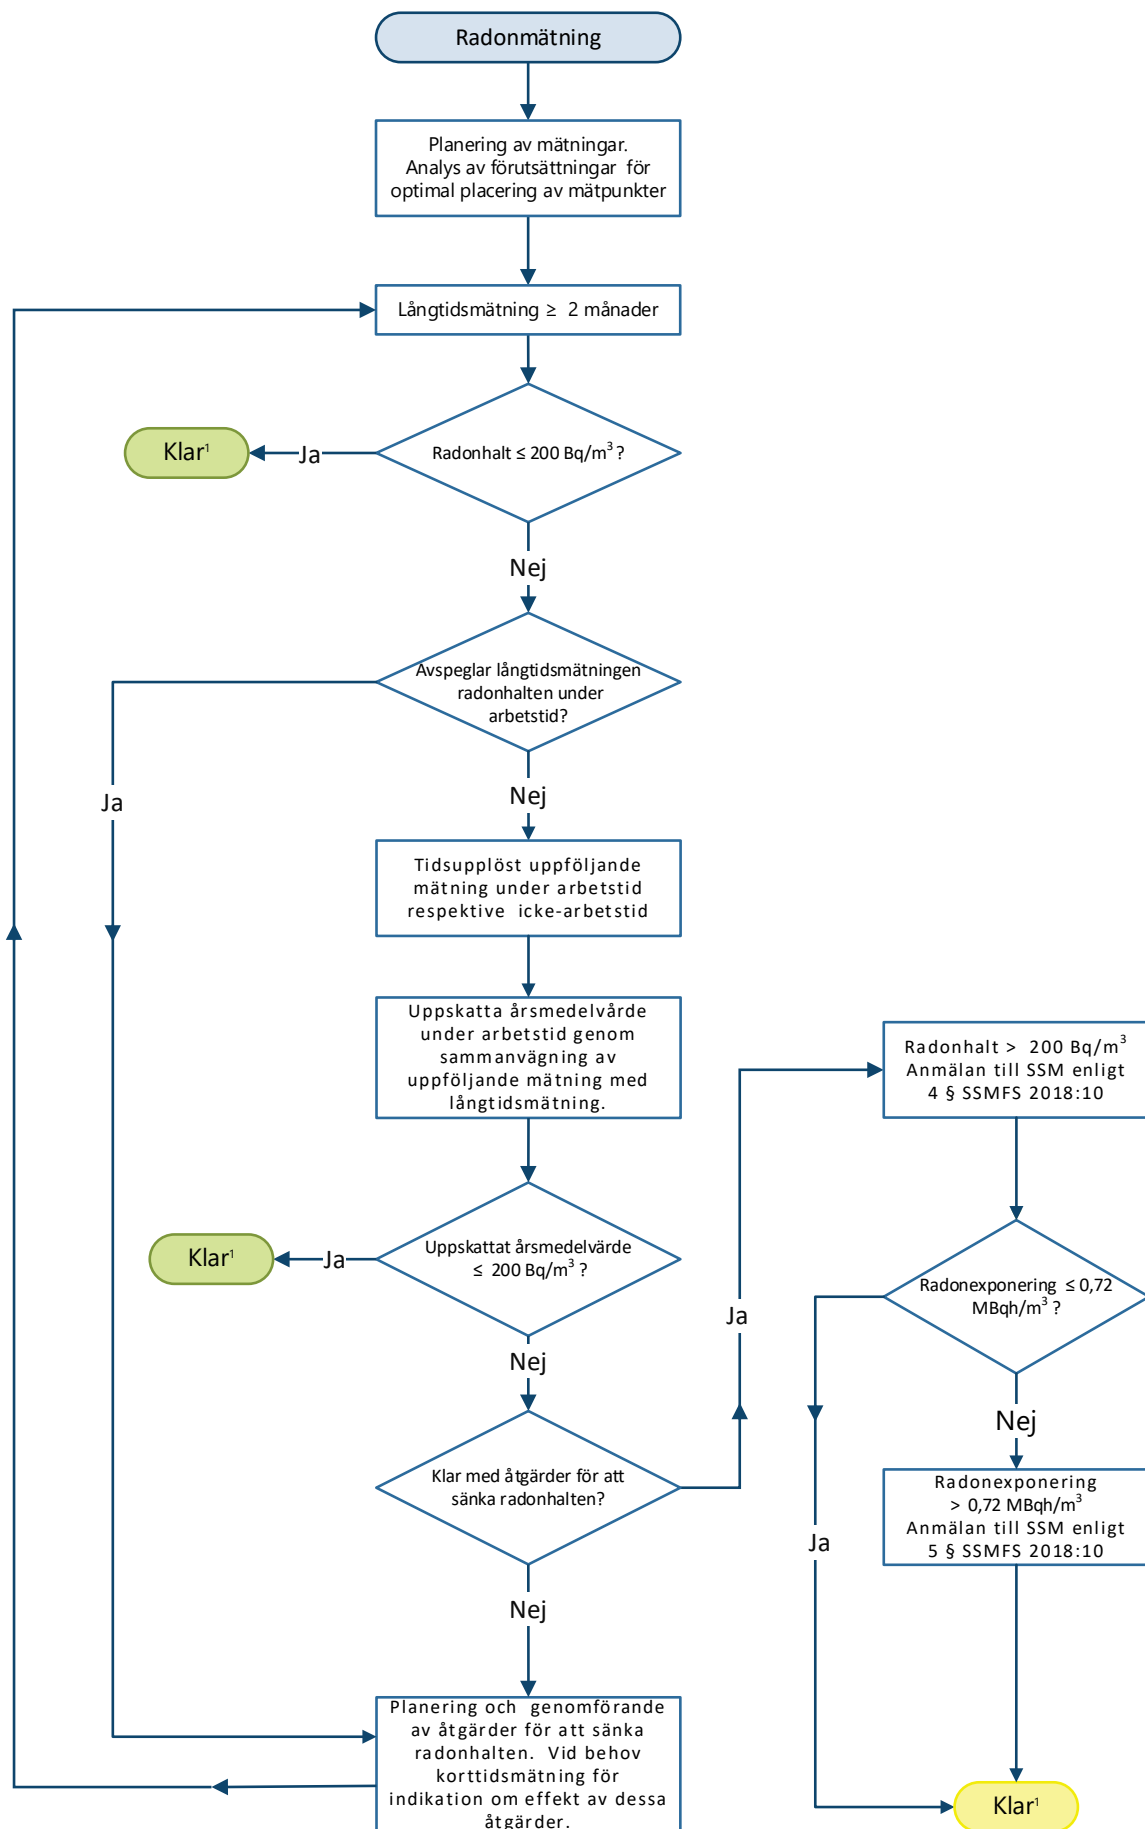 Radonmätning
Planering av mätningar.
Analys av förutsättningar för
optimal placering av mätpunkter
Långtidsmätning ≥ 2 månader
Radonhalt ≤ 200 Bq/m³ ?
Ja
Klar¹
Nej
Avspeglar långtidsmätningen
radonhalten under
arbetstid?
Ja
Nej
Tidsupplöst uppföljande
mätning under arbetstid
respektive icke-arbetstid
Uppskatta årsmedelvårde
under arbetstid genom
sammanvägning av
uppföljande mätning med
långtidsmätning.
Uppskattat årsmedelvärde
≤ 200 Bq/m³ ?
Ja
Klar¹
Nej
Klar med åtgärder för att
sänka radonhalten?
Ja
Nej
Planering och genomförande
av åtgärder för att sänka
radonhalten. Vid behov
korttidsmätning för
indikation om effekt av dessa
åtgärder.
Radonhalt > 200 Bq/m³
Anmälan till SSM enligt
4 § SSMFS 2018:10
Radonexponering ≤ 0,72
MBqh/m³ ?
Ja
Nej
Radonexponering
> 0,72 MBqh/m³
Anmälan till SSM enligt
5 § SSMFS 2018:10
Klar¹